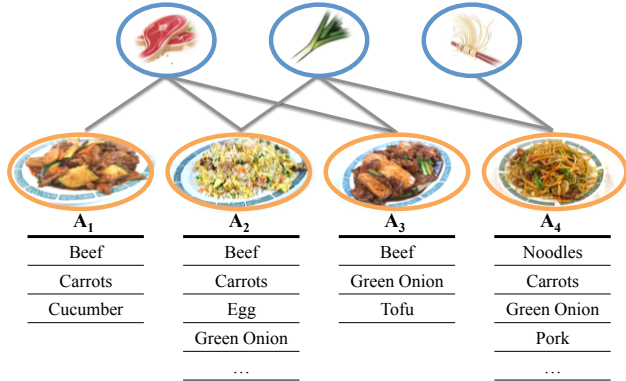 A1 A2 A3 A4
Beef Beef Beef Noodles
Carrots Carrots Green Onion Carrots
Cucumber Egg Tofu Green Onion
Green Onion Pork
... ...